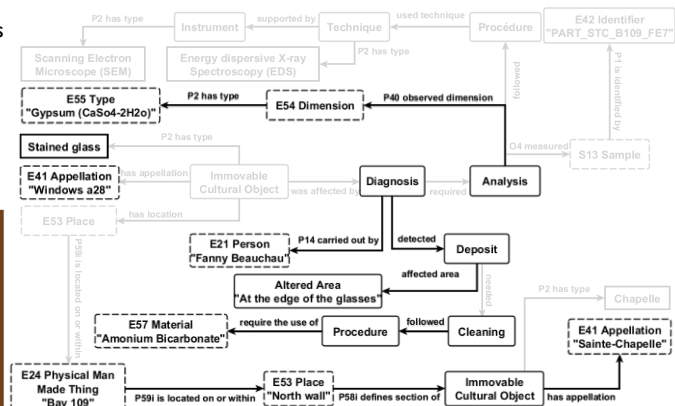 s
P2 has type
supported by
used technique
Instrument
Technique
Procédure
E42 Identifier
"PART_STC_B109_FE7"
Scanning Electron
Microscope (SEM)
Energy dispersive X-ray
Spectroscopy (EDS)
P2 has type
followed
P1 is identified by
E55 Type
"Gypsum (CaSo4-2H2o)"
P2 has type
E54 Dimension
P40 observed dimension
Stained glass
P2 has type
O4 measured
S13 Sample
E41 Appellation
"Windows a28"
has appellation
Immovable
Cultural Object
was affected by
Diagnosis
required
Analysis
E53 Place
has location
E21 Person
"Fanny Beauchau"
P14 carried out by
detected
Deposit
P59i is located on or within
Altered Area
"At the edge of the glasses"
affected area
needed
P2 has type
Chapelle
E57 Material
"Amonium Bicarbonate"
require the use of
Procedure
followed
Cleaning
E41 Appellation
"Sainte-Chapelle"
E24 Physical Man
Made Thing
"Bay 109"
P59i is located on or within
E53 Place
"North wall"
P58i defines section of
Immovable
Cultural Object
has appellation